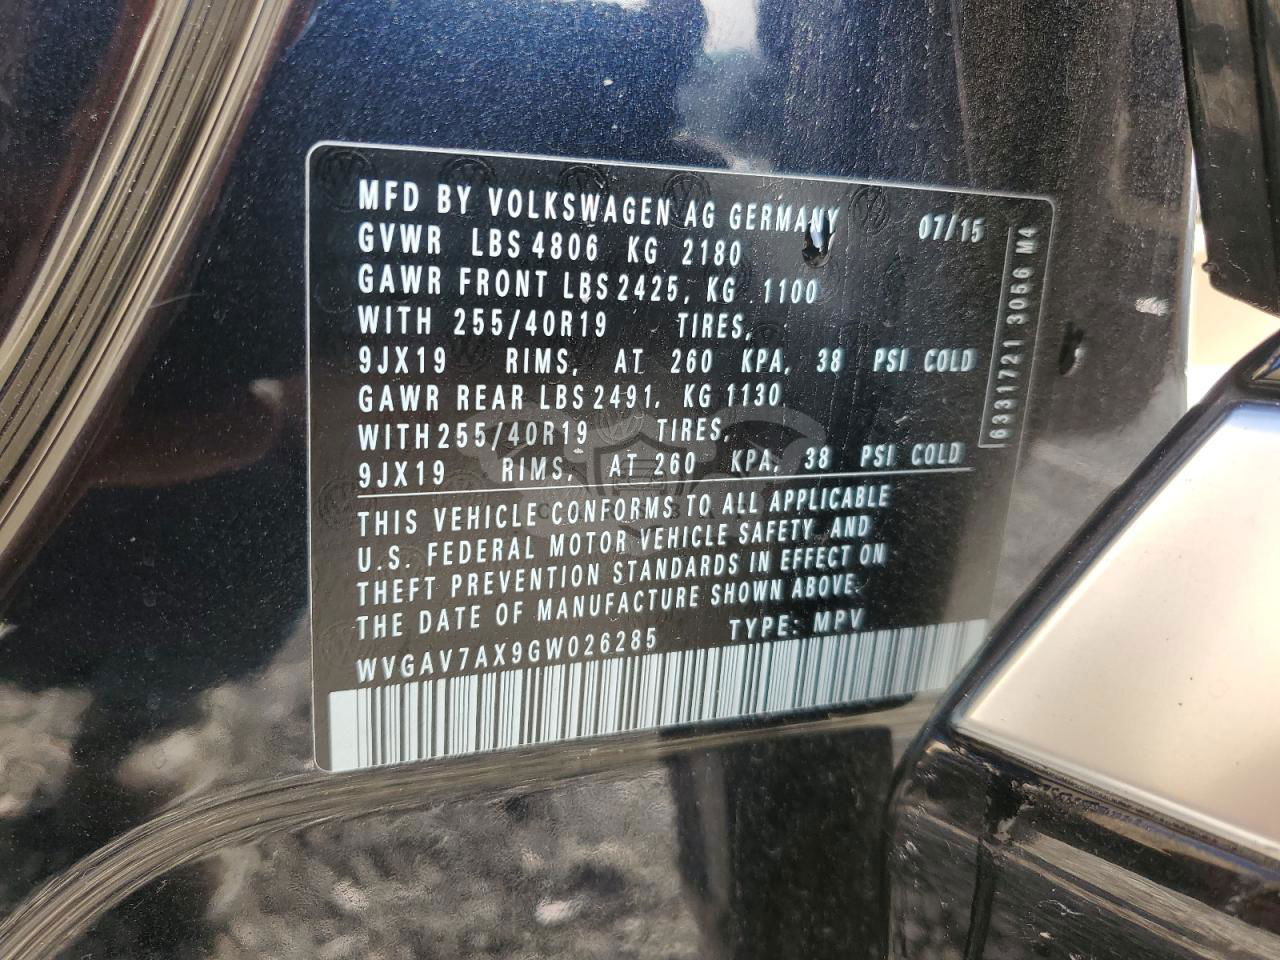 MFD BY VOLKSWAGEN AG GERMANY 07/15
GVWR LBS 4806 KG 2180
GAWR FRONT LBS 2425, KG 1100
WITH 255/40R19 TIRES,
9JX19 RIMS, AT 260 KPA, 38 PSI COLD
GAWR REAR LBS 2491, KG 1130,
WITH 255/40R19 TIRES,
9JX19 RIMS, AT 260 KPA, 38 PSI COLD
THIS VEHICLE CONFORMS TO ALL APPLICABLE
U.S. FEDERAL MOTOR VEHICLE SAFETY, AND
THEFT PREVENTION STANDARDS IN EFFECT ON
THE DATE OF MANUFACTURE SHOWN ABOVE.
WVGAV7AX9GW026285 TYPE: MPV
6331721 3056 M4